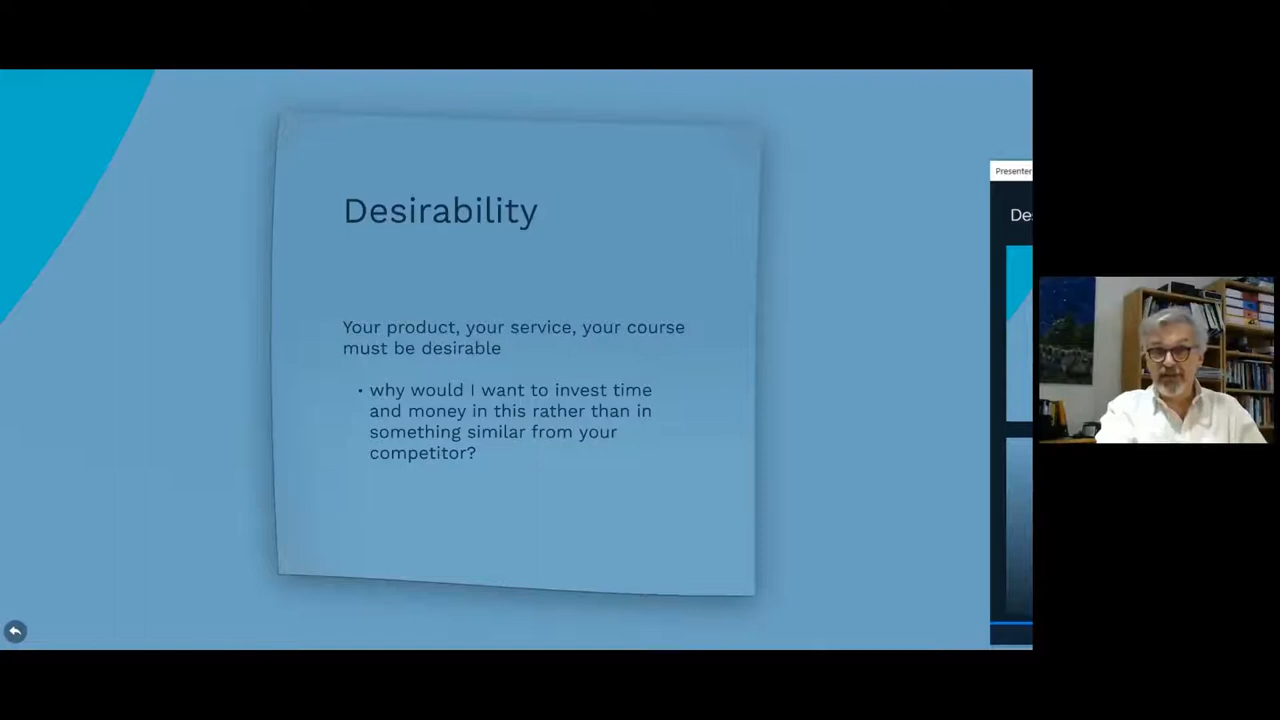 Desirability
Your product, your service, your course
must be desirable
• why would I want to invest time
and money in this rather than in
something similar from your
competitor?
Presenter
Des